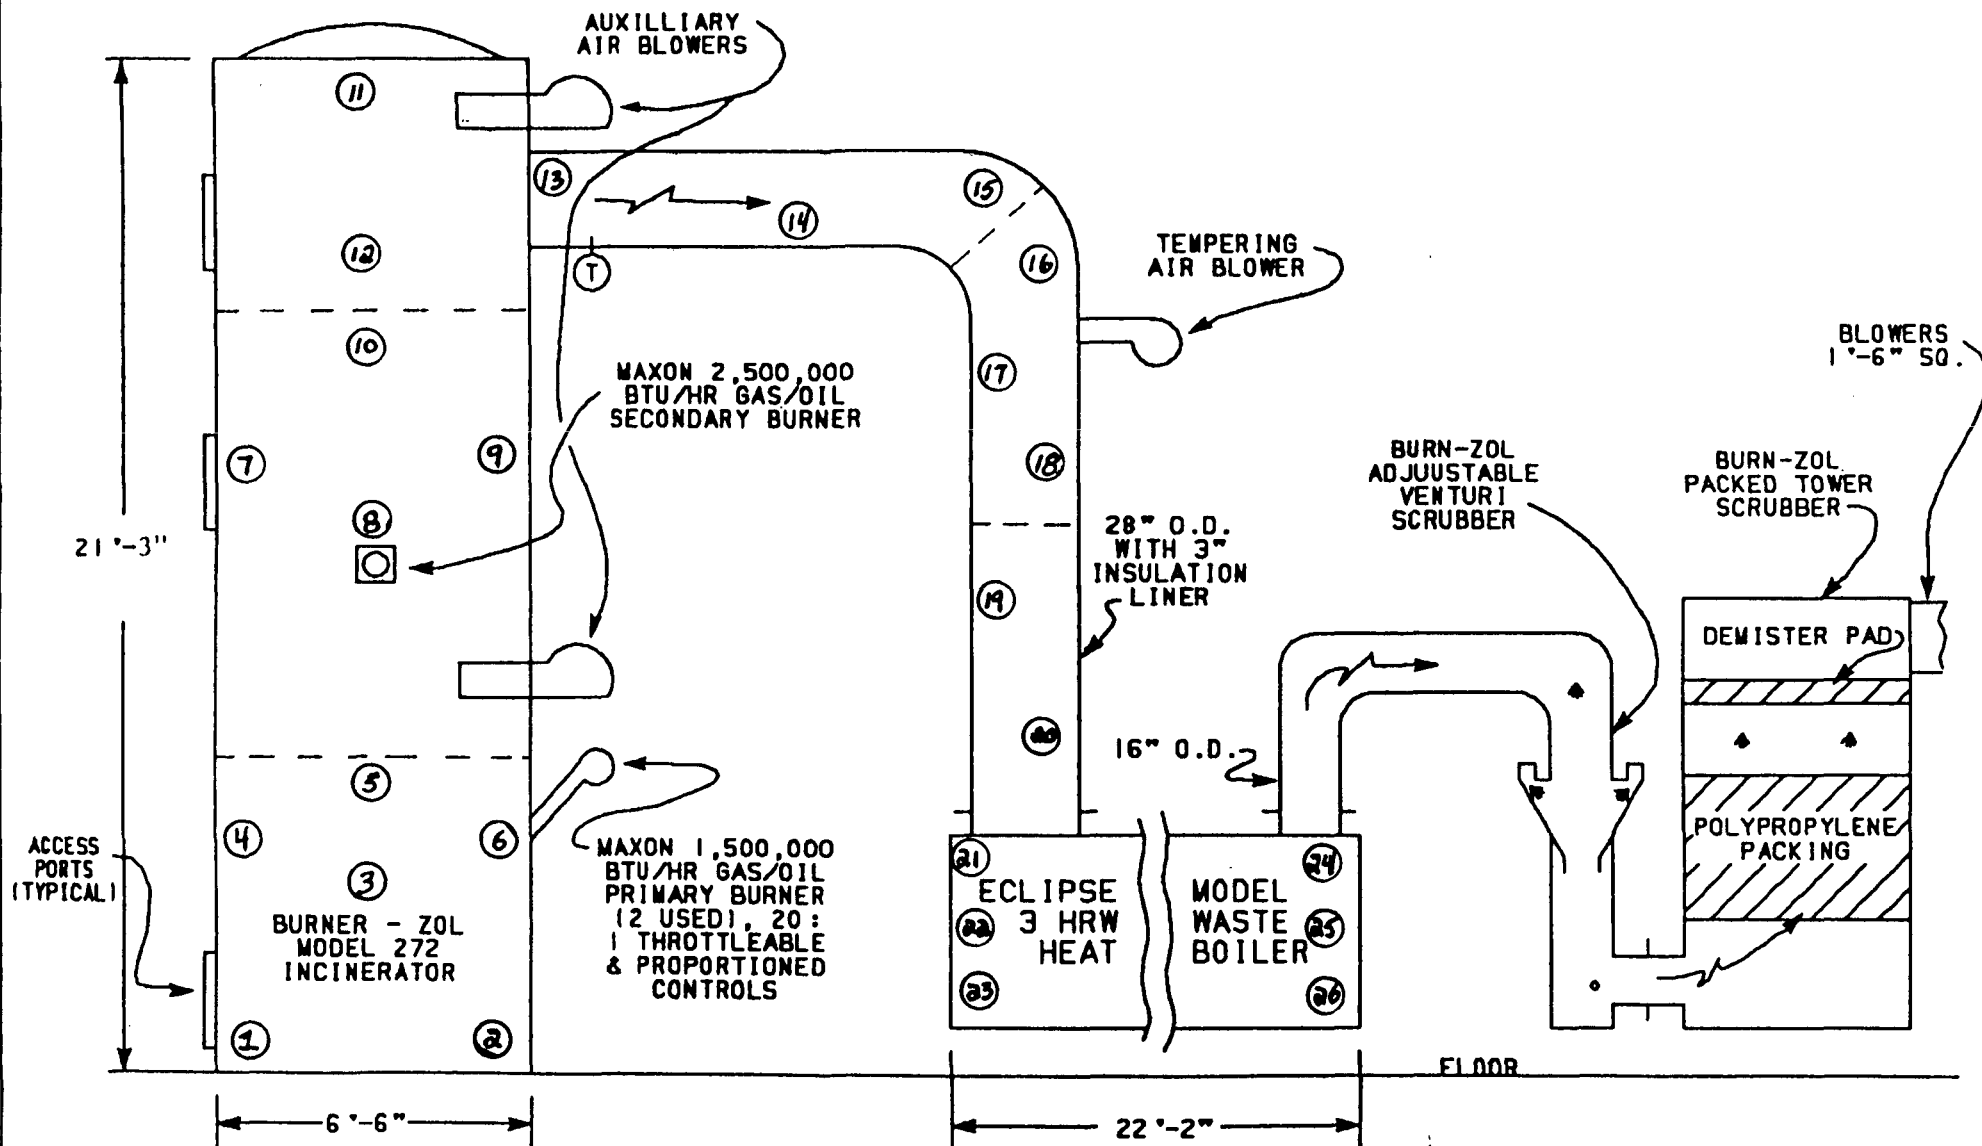 AUXILLIARY
AIR BLOWERS
11
13
14
15
12
T
16
TEMPERING
AIR BLOWER
10
17
BLOWERS
1'-6" SQ.
MAXON 2,500,000
BTU/HR GAS/OIL
SECONDARY BURNER
7
9
18
8
BURN-ZOL
ADJUUSTABLE
VENTURI
SCRUBBER
BURN-ZOL
PACKED TOWER
SCRUBBER
21'-3"
28" O.D.
WITH 3"
INSULATION
LINER
19
DEMISTER PAD
20
16" O.D.
5
4
6
3
ACCESS
PORTS
(TYPICAL)
MAXON 1,500,000
BTU/HR GAS/OIL
PRIMARY BURNER
(2 USED), 20:
1 THROTTLEABLE
& PROPORTIONED
CONTROLS
BURNER - ZOL
MODEL 272
INCINERATOR
1
2
21
22
23
ECLIPSE
3 HRW
HEAT
MODEL
WASTE
BOILER
24
25
26
POLYPROPYLENE
PACKING
FLOOR
6'-6"
22'-2"